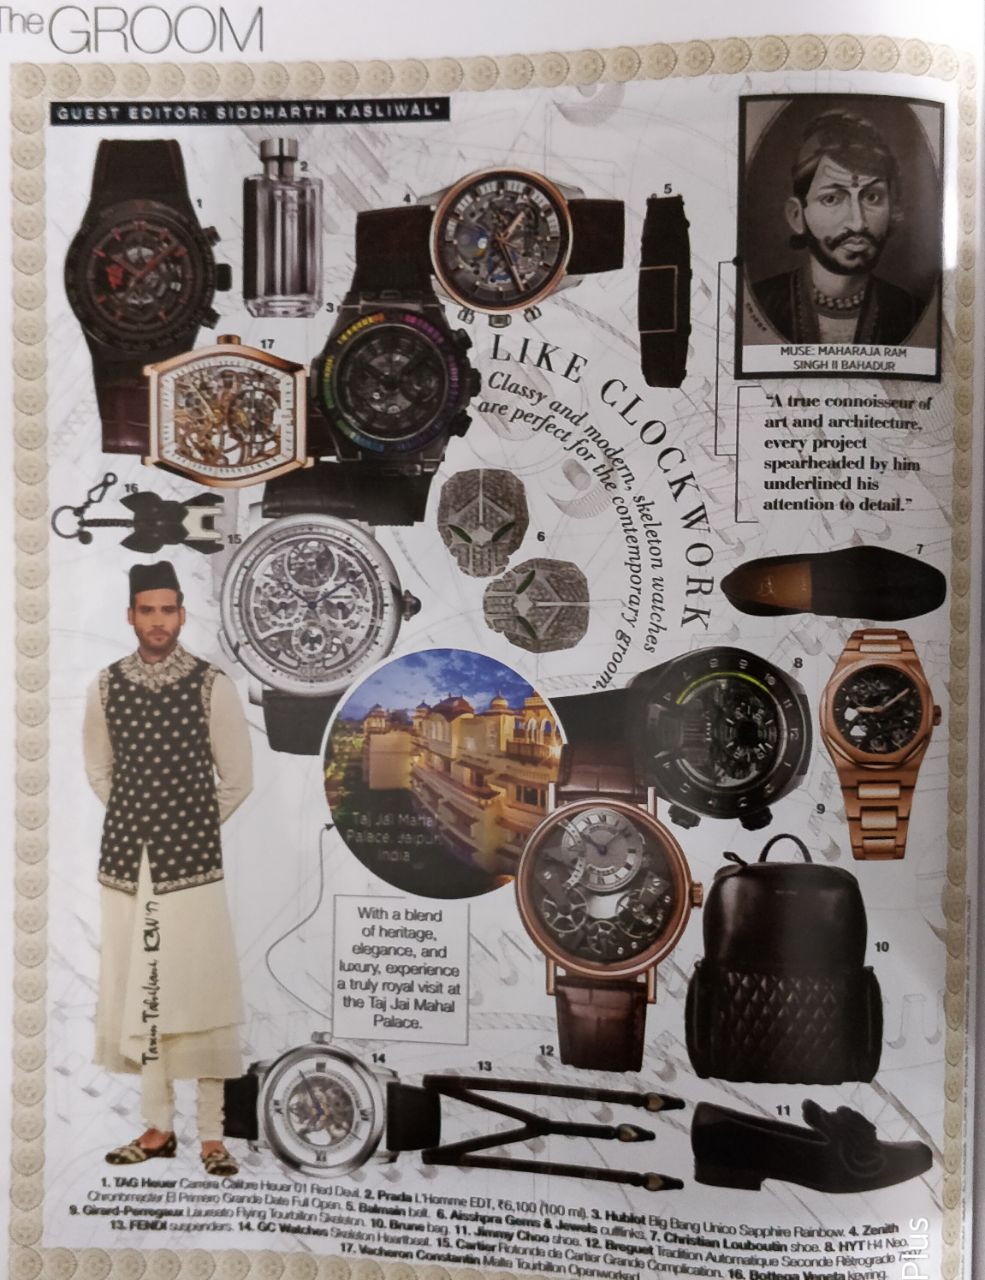 The GROOM
GUEST EDITOR: SIDDHARTH KASLIWAL*
1
2
4
5
3
17
LIKE CLOCKWORK
Classy and modern, skeleton watches
are perfect for the contemporary groom.
MUSE: MAHARAJA RAM
SINGH II BAHADUR
"A true connoisseur of
art and architecture,
every project
spearheaded by him
underlined his
attention to detail."
16
15
6
7
8
9
Taj Jai Mahal
Palace, Jaipur,
India
With a blend
of heritage,
elegance, and
luxury, experience
a truly royal visit at
the Taj Jai Mahal
Palace.
Tarun Tahiliani RW'17
10
12
14
13
11
1. TAG Heuer Carrera Calibre Heuer 01 Red Devil. 2. Prada L'Homme EDT, ₹6,100 (100 ml). 3. Hublot Big Bang Unico Sapphire Rainbow. 4. Zenith
Chronomaster El Primero Grande Date Full Open. 5. Balmain belt. 6. Aisshpra Gems & Jewels cufflinks. 7. Christian Louboutin shoe. 8. HYT H4 Neo.
9. Girard-Perregaux Laureato Flying Tourbillon Skeleton. 10. Brune bag. 11. Jimmy Choo shoe. 12. Breguet Tradition Automatique Seconde Rétrograde 7097
13. FENDI suspenders. 14. GC Watches Skeleton Heartbeat. 15. Cartier Rotonde de Cartier Grande Complication. 16. Bottega Veneta keyring.
17. Vacheron Constantin Malte Tourbillon Openworked
Plus